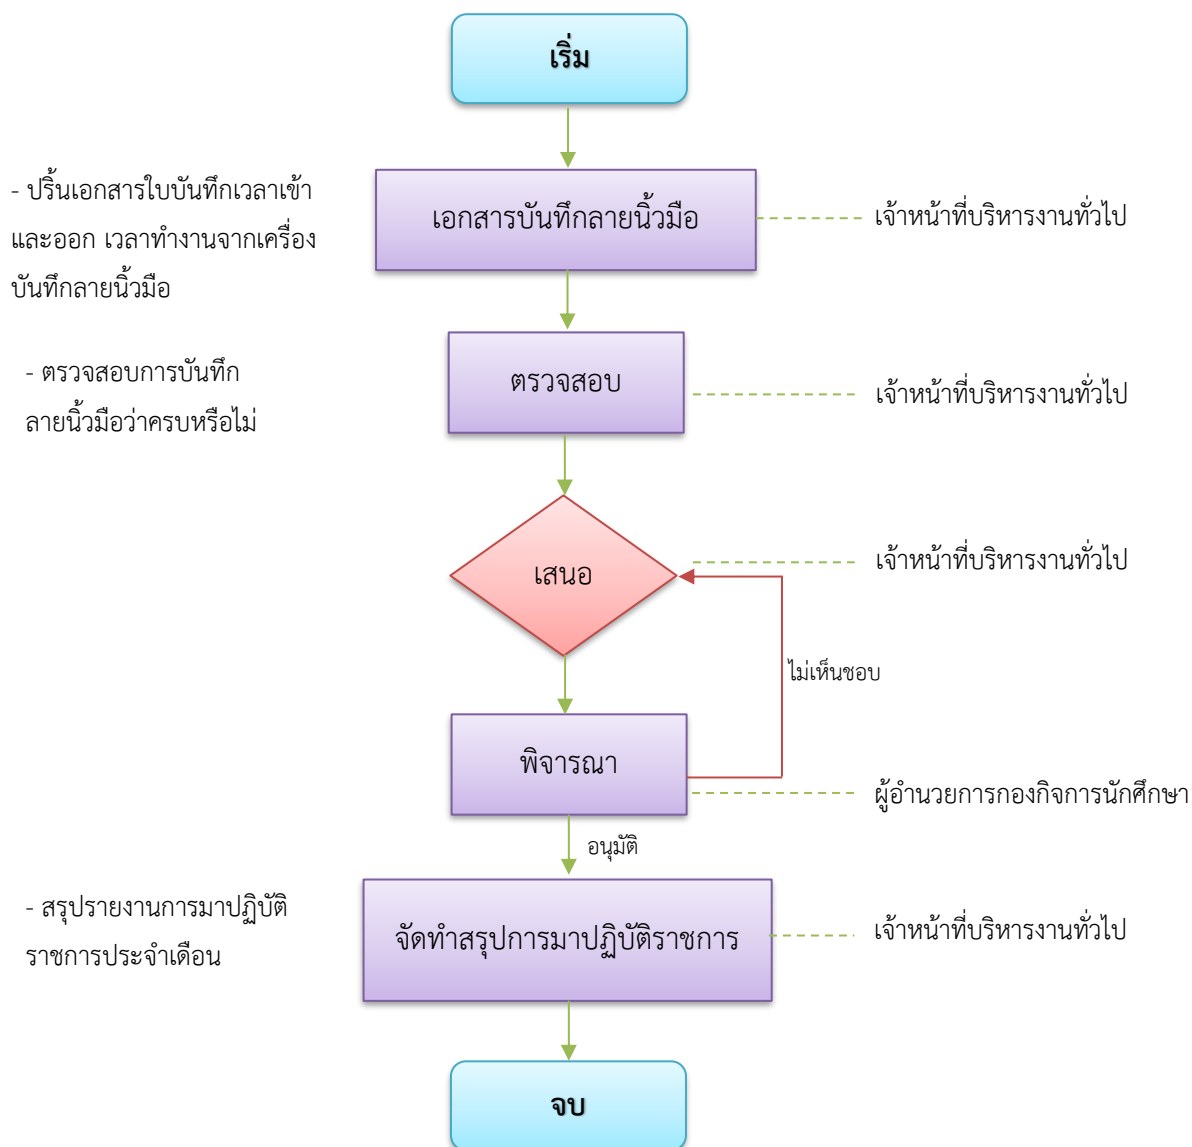 เริ่ม
- ปริ้นเอกสารใบบันทึกเวลาเข้า
และออก เวลาทำงานจากเครื่อง
บันทึกลายนิ้วมือ
เอกสารบันทึกลายนิ้วมือ
เจ้าหน้าที่บริหารงานทั่วไป
- ตรวจสอบการบันทึก
ลายนิ้วมือว่าครบหรือไม่
ตรวจสอบ
เจ้าหน้าที่บริหารงานทั่วไป
เสนอ
เจ้าหน้าที่บริหารงานทั่วไป
ไม่เห็นชอบ
พิจารณา
ผู้อำนวยการกองกิจการนักศึกษา
อนุมัติ
- สรุปรายงานการมาปฏิบัติ
ราชการประจำเดือน
จัดทำสรุปการมาปฏิบัติราชการ
เจ้าหน้าที่บริหารงานทั่วไป
จบ